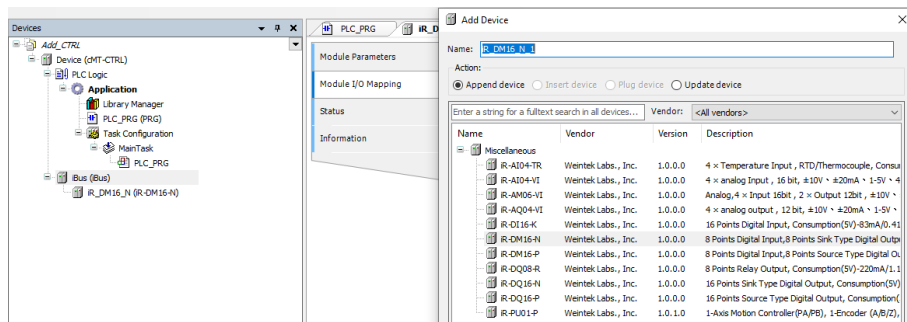 Devices
Add_CTRL
Device (cMT-CTRL)
PLC Logic
Application
Library Manager
PLC_PRG (PRG)
Task Configuration
MainTask
PLC_PRG
iBus (iBus)
iR_DM16_N (iR-DM16-N)
PLC_PRG
iR_D
Module Parameters
Module I/O Mapping
Status
Information
Add Device
Name: iR_DM16_N_1
Action:
Append device Insert device Plug device Update device
Enter a string for a fulltext search in all devices... Vendor: <All vendors>
Name Vendor Version Description
Miscellaneous
iR-AI04-TR Weintek Labs., Inc. 1.0.0.0 4 × Temperature Input , RTD/Thermocouple, Consu
iR-AI04-VI Weintek Labs., Inc. 1.0.0.0 4 × analog Input , 16 bit, ±10V、±20mA、1-5V、4
iR-AM06-VI Weintek Labs., Inc. 1.0.0.0 Analog,4 × Input 16bit , 2 × Output 12bit , ±10V、
iR-AQ04-VI Weintek Labs., Inc. 1.0.0.0 4 × analog output , 12 bit, ±10V、±20mA、1-5V、
iR-DI16-K Weintek Labs., Inc. 1.0.0.0 16 Points Digital Input, Consumption(5V)-83mA/0.41
iR-DM16-N Weintek Labs., Inc. 1.0.0.0 8 Points Digital Input,8 Points Sink Type Digital Outp
iR-DM16-P Weintek Labs., Inc. 1.0.0.0 8 Points Digital Input,8 Points Source Type Digital Ou
iR-DQ08-R Weintek Labs., Inc. 1.0.0.0 8 Points Relay Output, Consumption(5V)-220mA/1.1
iR-DQ16-N Weintek Labs., Inc. 1.0.0.0 16 Points Sink Type Digital Output, Consumption(5V)
iR-DQ16-P Weintek Labs., Inc. 1.0.0.0 16 Points Source Type Digital Output, Consumption(
iR-PU01-P Weintek Labs., Inc. 1.0.1.0 1-Axis Motion Controller(PA/PB), 1-Encoder (A/B/Z),